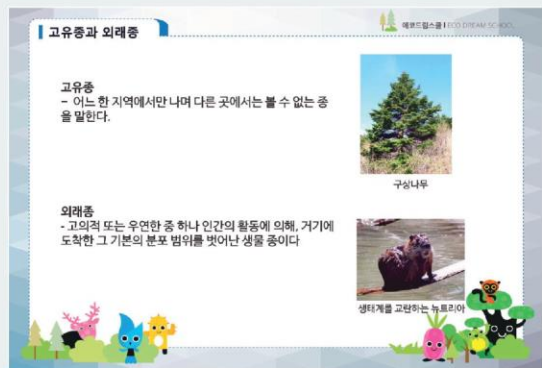 고유종과 외래종
에코드림스쿨 I ECO DREAM SCHOOL
고유종
- 어느 한 지역에서만 나며 다른 곳에서는 볼 수 없는 종
을 말한다.
구상나무
외래종
- 고의적 또는 우연한 중 하나 인간의 활동에 의해, 거기에
도착한 그 기본의 분포 범위를 벗어난 생물 종이다
생태계를 교란하는 뉴트리아